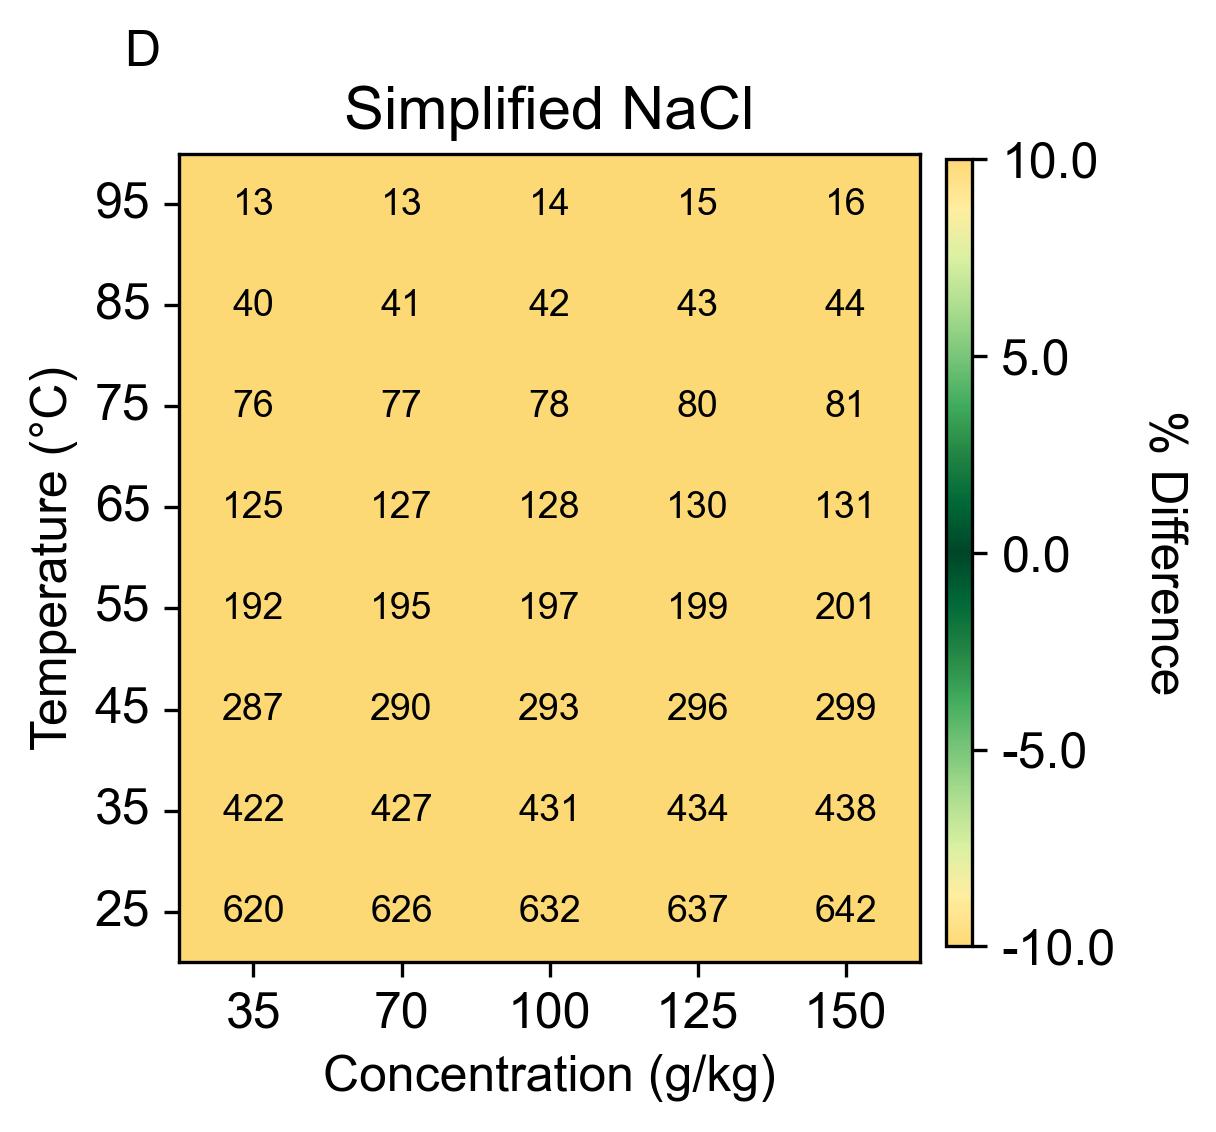 D
Simplified NaCl
95 13 13 14 15 16
85 40 41 42 43 44
75 76 77 78 80 81
65 125 127 128 130 131
55 192 195 197 199 201
45 287 290 293 296 299
35 422 427 431 434 438
25 620 626 632 637 642
35 70 100 125 150
Temperature (°C)
Concentration (g/kg)
10.0
5.0
0.0
-5.0
-10.0
% Difference